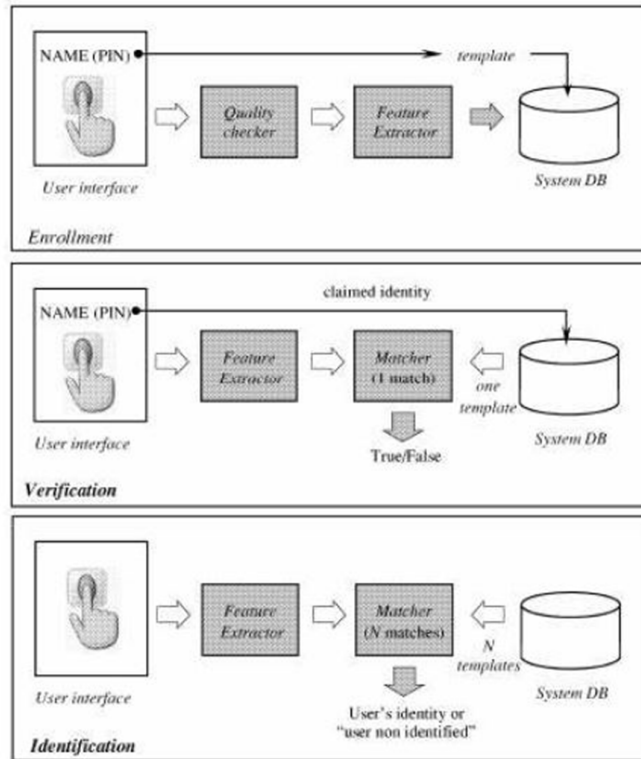 NAME (PIN)
template
Quality
checker
Feature
Extractor
User interface
System DB
Enrollment
claimed identity
NAME (PIN)
Feature
Extractor
Matcher
(1 match)
one
template
User interface
System DB
True/False
Verification
Feature
Extractor
Matcher
(N matches)
N
templates
User interface
System DB
User's identity or
“user non identified”
Identification